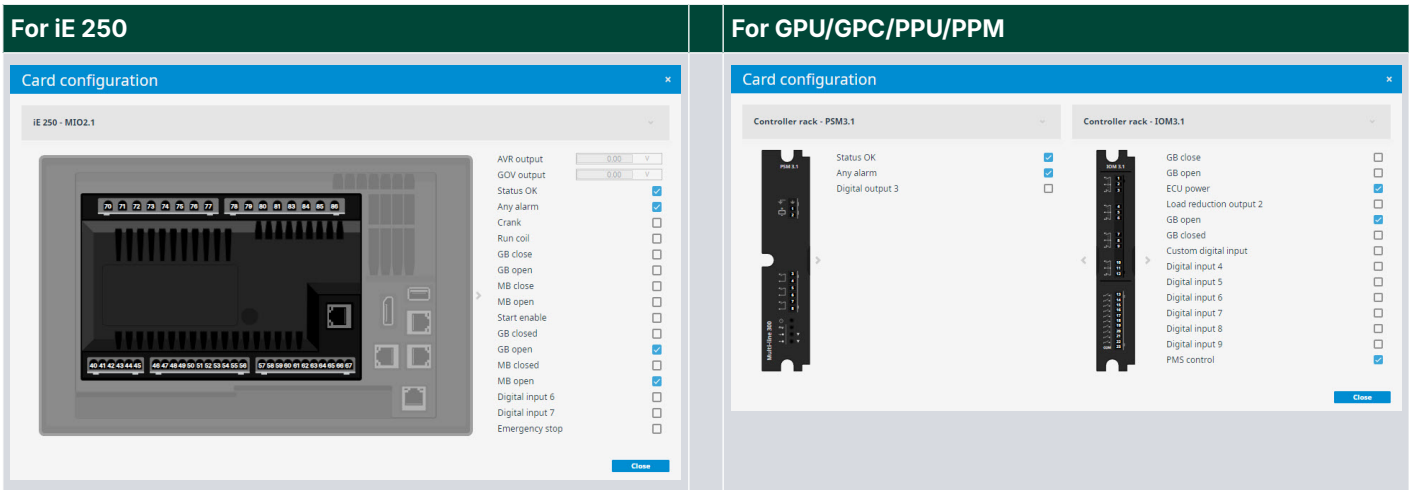 For iE 250
For GPU/GPC/PPU/PPM
Card configuration
×
iE 250 - MIO2.1
AVR output 0.00 V
GOV output 0.00 V
Status OK
Any alarm
Crank
Run coil
GB close
GB open
MB close
MB open
Start enable
GB closed
GB open
MB closed
MB open
Digital input 6
Digital input 7
Emergency stop
70 71 72 73 74 75 76 77 78 79 80 81 82 83 84 85 86
40 41 42 43 44 45 46 47 48 49 50 51 52 53 54 55 56 57 58 59 60 61 62 63 64 65 66 67
Close
Card configuration
×
Controller rack - PSM3.1
PSM 3.1
Multi-line 300
Status OK
Any alarm
Digital output 3
Controller rack - IOM3.1
IOM 3.1
GB close
GB open
ECU power
Load reduction output 2
GB open
GB closed
Custom digital input
Digital input 4
Digital input 5
Digital input 6
Digital input 7
Digital input 8
Digital input 9
PMS control
Close